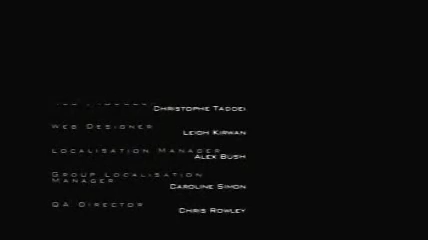 Christophe Taddei
Web Designer
Leigh Kirwan
Localisation Manager
Alex Bush
Group Localisation
Manager
Caroline Simon
QA Director
Chris Rowley